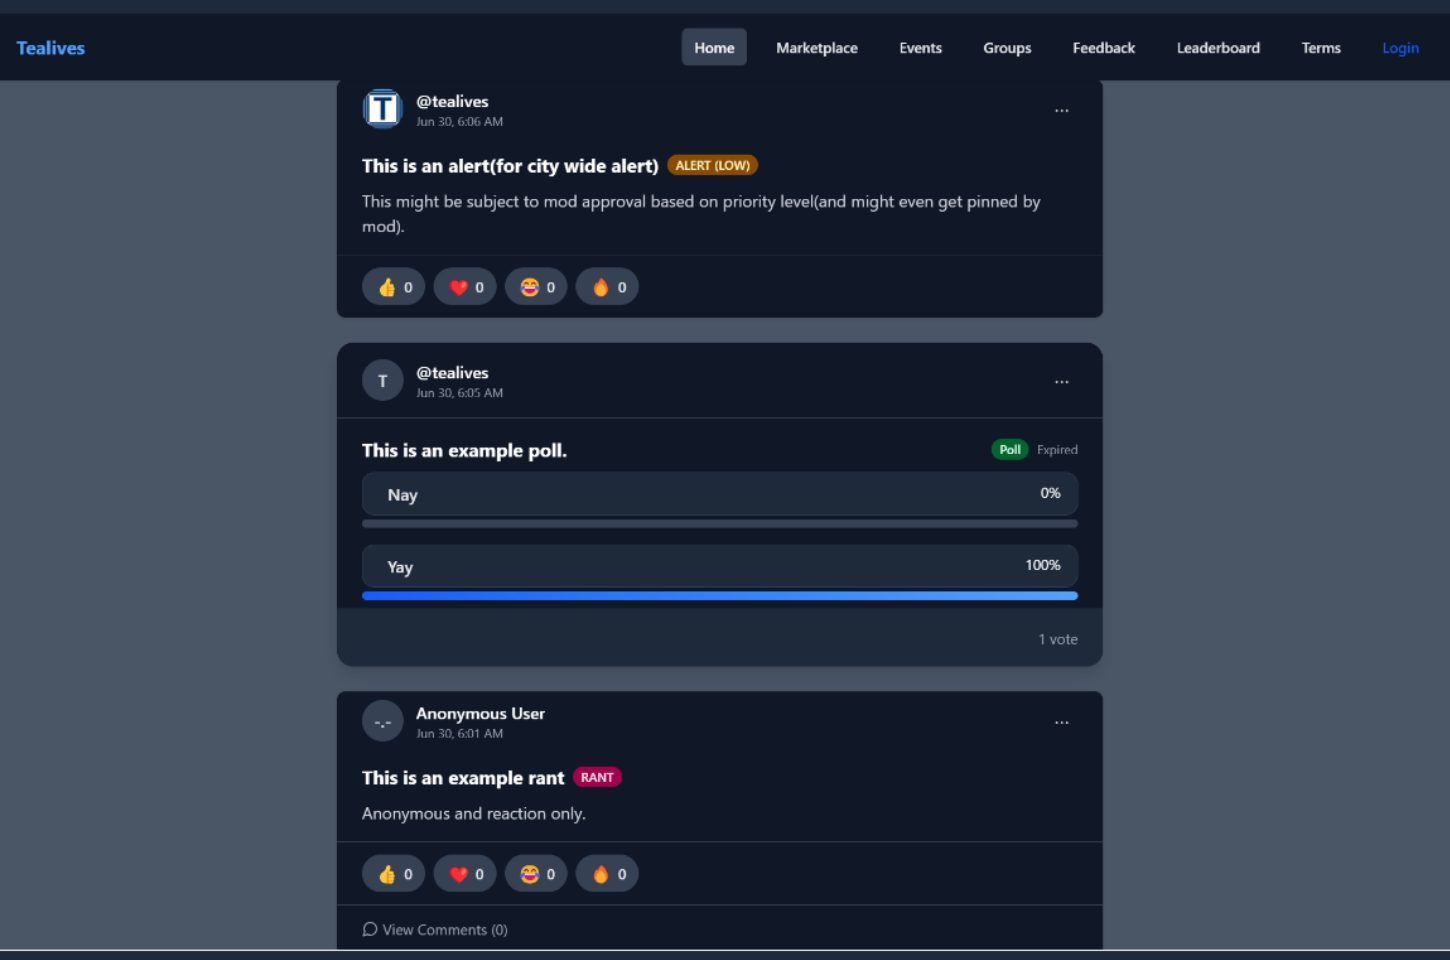 Tealives
Home Marketplace Events Groups Feedback Leaderboard Terms Login
T
@tealives
Jun 30, 6:06 AM
...
This is an alert(for city wide alert) ALERT (LOW)
This might be subject to mod approval based on priority level(and might even get pinned by
mod).
👍 0 ❤️ 0 😂 0 🔥 0
T
@tealives
Jun 30, 6:05 AM
...
This is an example poll. Poll Expired
Nay 0%
Yay 100%
1 vote
-.-
Anonymous User
Jun 30, 6:01 AM
...
This is an example rant RANT
Anonymous and reaction only.
👍 0 ❤️ 0 😂 0 🔥 0
View Comments (0)